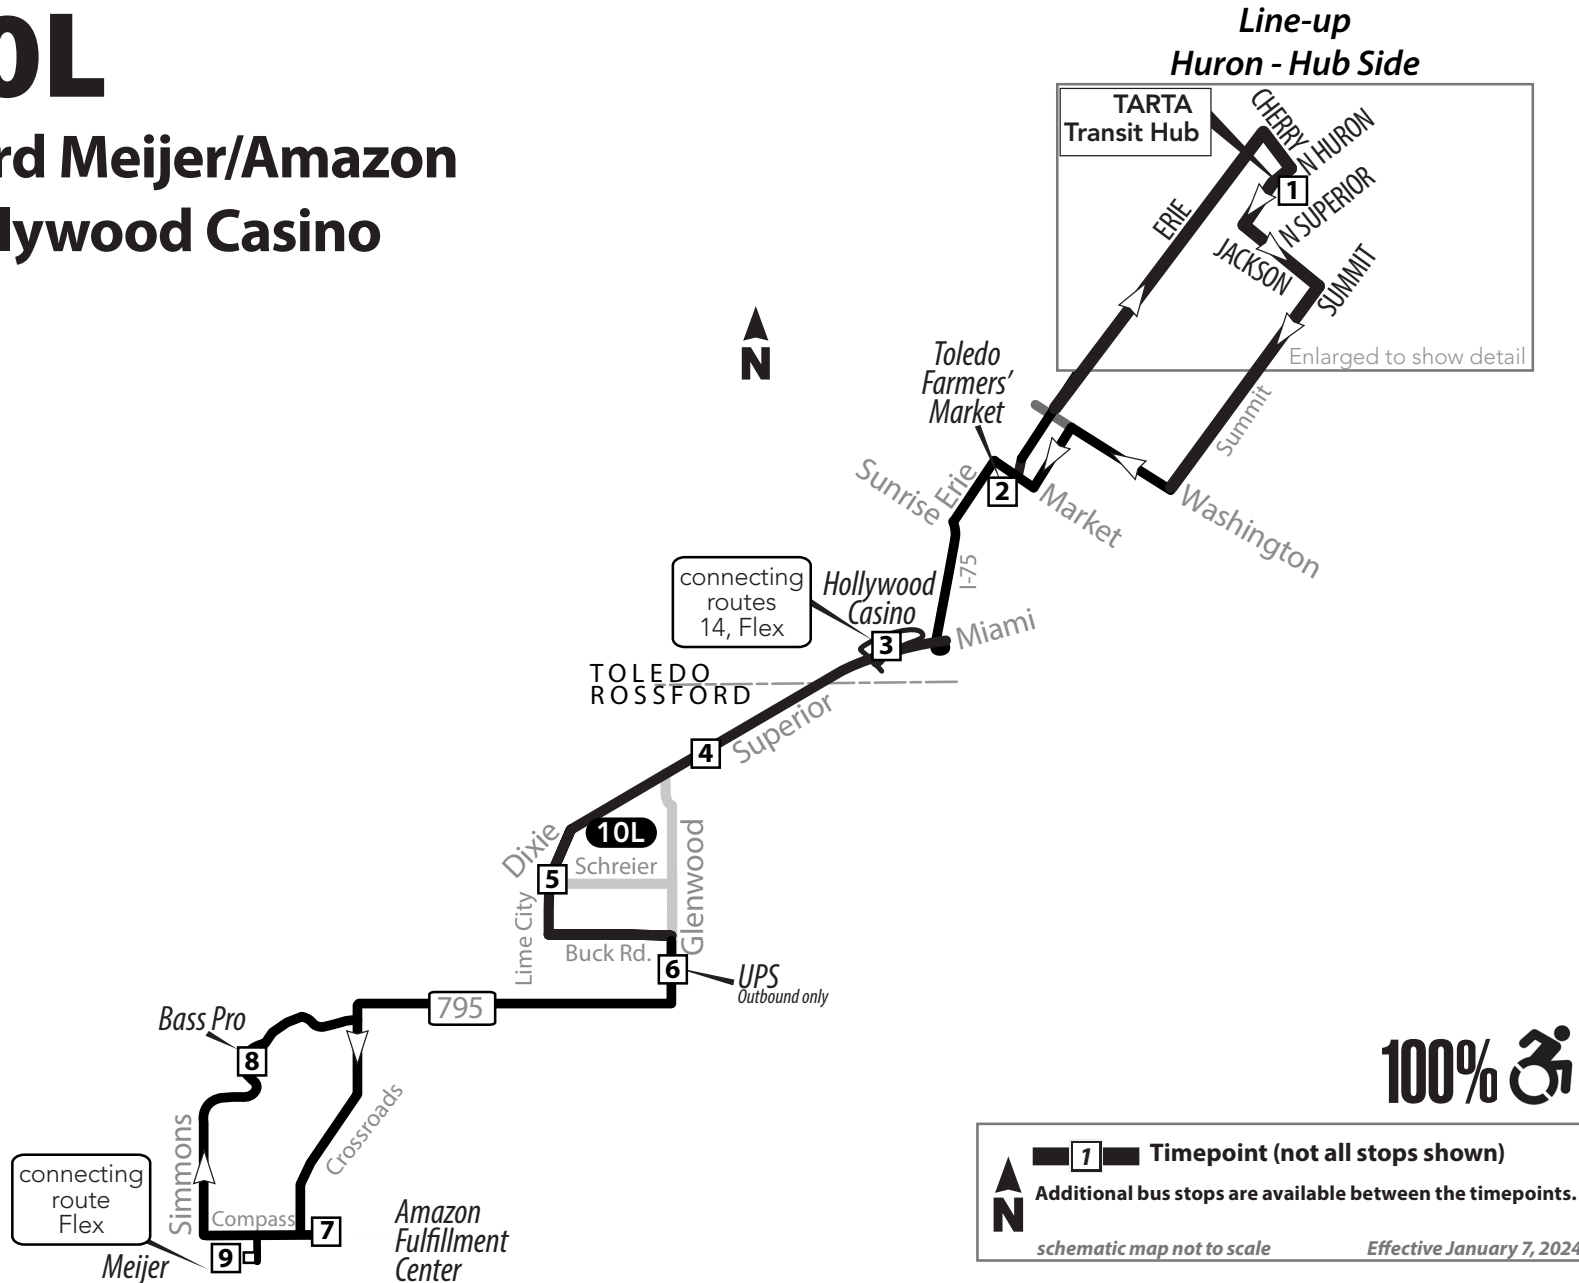 0L
rd Meijer/Amazon
lywood Casino
Line-up
Huron - Hub Side
TARTA
Transit Hub
CHERRY
N HURON
1
N SUPERIOR
ERIE
JACKSON
SUMMIT
Enlarged to show detail
N
Toledo
Farmers’
Market
Summit
Sunrise
Erie
2
Market
Washington
I-75
connecting
routes
14, Flex
Hollywood
Casino
3
Miami
TOLEDO
ROSSFORD
Superior
4
Dixie
10L
Schreier
Glenwood
5
Lime City
Buck Rd.
6
UPS
Outbound only
795
Bass Pro
8
Crossroads
Simmons
connecting
route
Flex
Compass
7
9
Meijer
Amazon
Fulfillment
Center
100%
1 Timepoint (not all stops shown)
Additional bus stops are available between the timepoints.
N
schematic map not to scale
Effective January 7, 2024